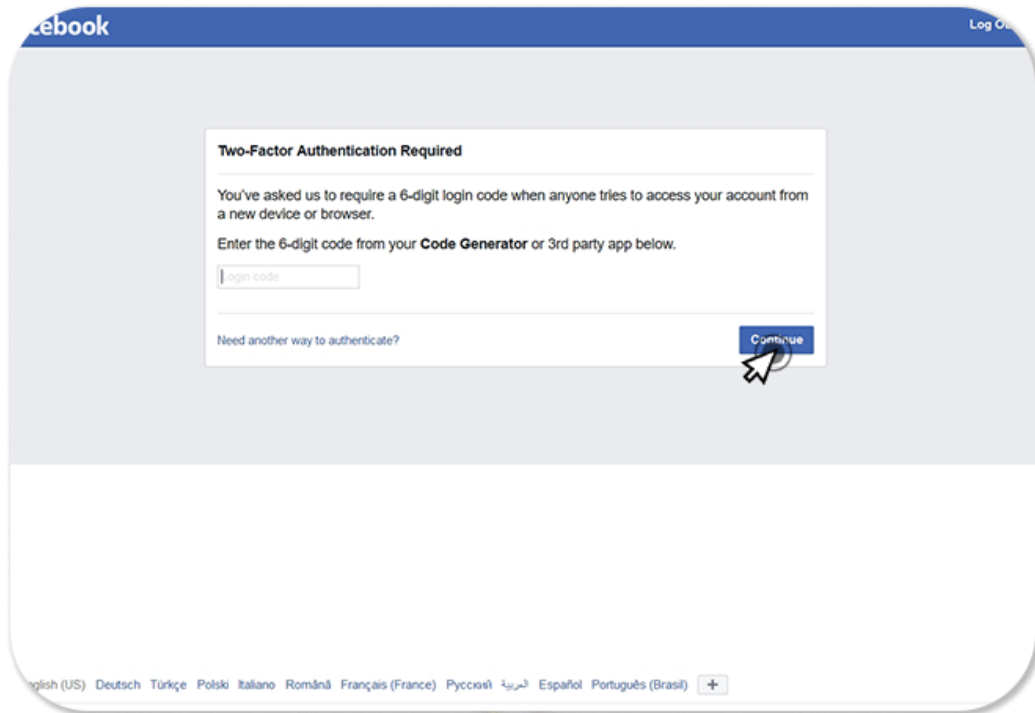 cebook
Log O
Two-Factor Authentication Required
You've asked us to require a 6-digit login code when anyone tries to access your account from
a new device or browser.
Enter the 6-digit code from your Code Generator or 3rd party app below.
Login code
Need another way to authenticate?
Continue
nglish (US) Deutsch Türkçe Polski Italiano Română Français (France) Русский العربية Español Português (Brasil) +